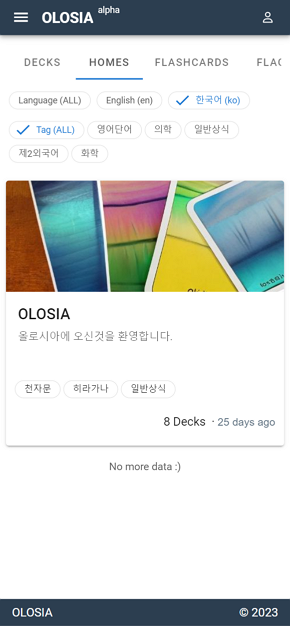 OLOSIA alpha
DECKS HOMES FLASHCARDS FLAG
Language (ALL) English (en) 한국어 (ko)
Tag (ALL) 영어단어 의학 일반상식
제2외국어 화학
OLOSIA
올로시아에 오신것을 환영합니다.
천자문 히라가나 일반상식
8 Decks · 25 days ago
No more data :)
OLOSIA © 2023